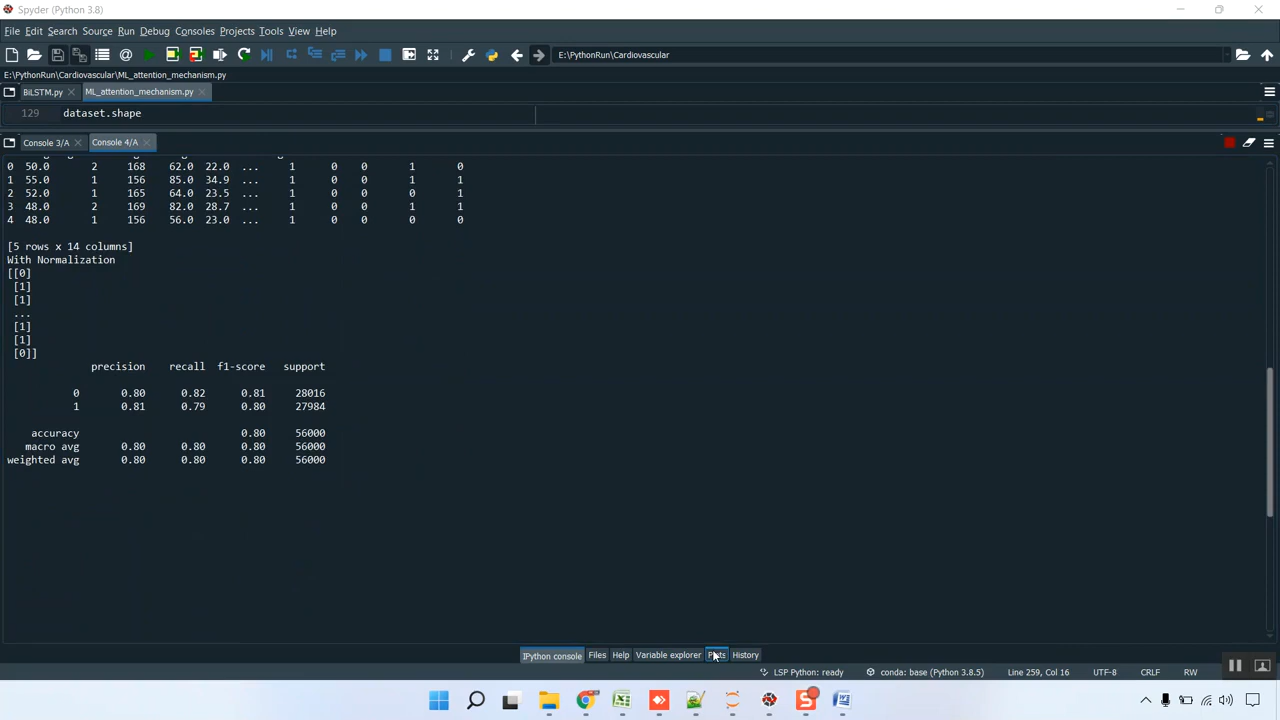 Spyder (Python 3.8)
File Edit Search Source Run Debug Consoles Projects Tools View Help
E:\PythonRun\Cardiovascular
E:\PythonRun\Cardiovascular\ML_attention_mechanism.py
BiLSTM.py ML_attention_mechanism.py
129 dataset.shape
Console 3/A Console 4/A
0 50.0 2 168 62.0 22.0 ... 1 0 0 1 0
1 55.0 1 156 85.0 34.9 ... 1 0 0 1 1
2 52.0 1 165 64.0 23.5 ... 1 0 0 0 1
3 48.0 2 169 82.0 28.7 ... 1 0 0 1 1
4 48.0 1 156 56.0 23.0 ... 1 0 0 0 0
[5 rows x 14 columns]
With Normalization
[[0]
[1]
[1]
...
[1]
[1]
[0]]
precision recall f1-score support
0 0.80 0.82 0.81 28016
1 0.81 0.79 0.80 27984
accuracy 0.80 56000
macro avg 0.80 0.80 0.80 56000
weighted avg 0.80 0.80 0.80 56000
IPython console Files Help Variable explorer Plots History
LSP Python: ready conda: base (Python 3.8.5) Line 259, Col 16 UTF-8 CRLF RW